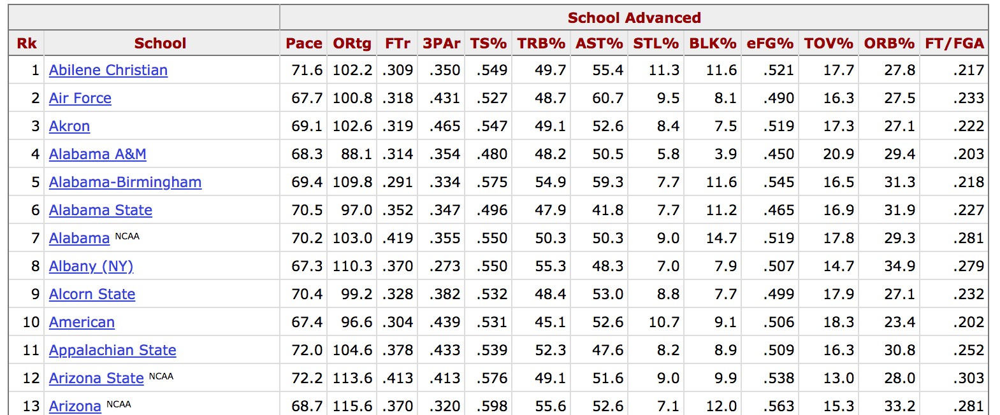 School Advanced
Rk School Pace ORtg FTr 3PAr TS% TRB% AST% STL% BLK% eFG% TOV% ORB% FT/FGA
1 Abilene Christian 71.6 102.2 .309 .350 .549 49.7 55.4 11.3 11.6 .521 17.7 27.8 .217
2 Air Force 67.7 100.8 .318 .431 .527 48.7 60.7 9.5 8.1 .490 16.3 27.5 .233
3 Akron 69.1 102.6 .319 .465 .547 49.1 52.6 8.4 7.5 .519 17.3 27.1 .222
4 Alabama A&M 68.3 88.1 .314 .354 .480 48.2 50.5 5.8 3.9 .450 20.9 29.4 .203
5 Alabama-Birmingham 69.4 109.8 .291 .334 .575 54.9 59.3 7.7 11.6 .545 16.5 31.3 .218
6 Alabama State 70.5 97.0 .352 .347 .496 47.9 41.8 7.7 11.2 .465 16.9 31.9 .227
7 Alabama NCAA 70.2 103.0 .419 .355 .550 50.3 50.3 9.0 14.7 .519 17.8 29.3 .281
8 Albany (NY) 67.3 110.3 .370 .273 .550 55.3 48.3 7.0 7.9 .507 14.7 34.9 .279
9 Alcorn State 70.4 99.2 .328 .382 .532 48.4 53.0 8.8 7.7 .499 17.9 27.1 .232
10 American 67.4 96.6 .304 .439 .531 45.1 52.6 10.7 9.1 .506 18.3 23.4 .202
11 Appalachian State 72.0 104.6 .378 .433 .539 52.3 47.6 8.2 8.9 .509 16.3 30.8 .252
12 Arizona State NCAA 72.2 113.6 .413 .413 .576 49.1 51.6 9.0 9.9 .538 13.0 28.0 .303
13 Arizona NCAA 68.7 115.6 .370 .320 .598 55.6 52.6 7.1 12.0 .563 15.3 33.2 .281